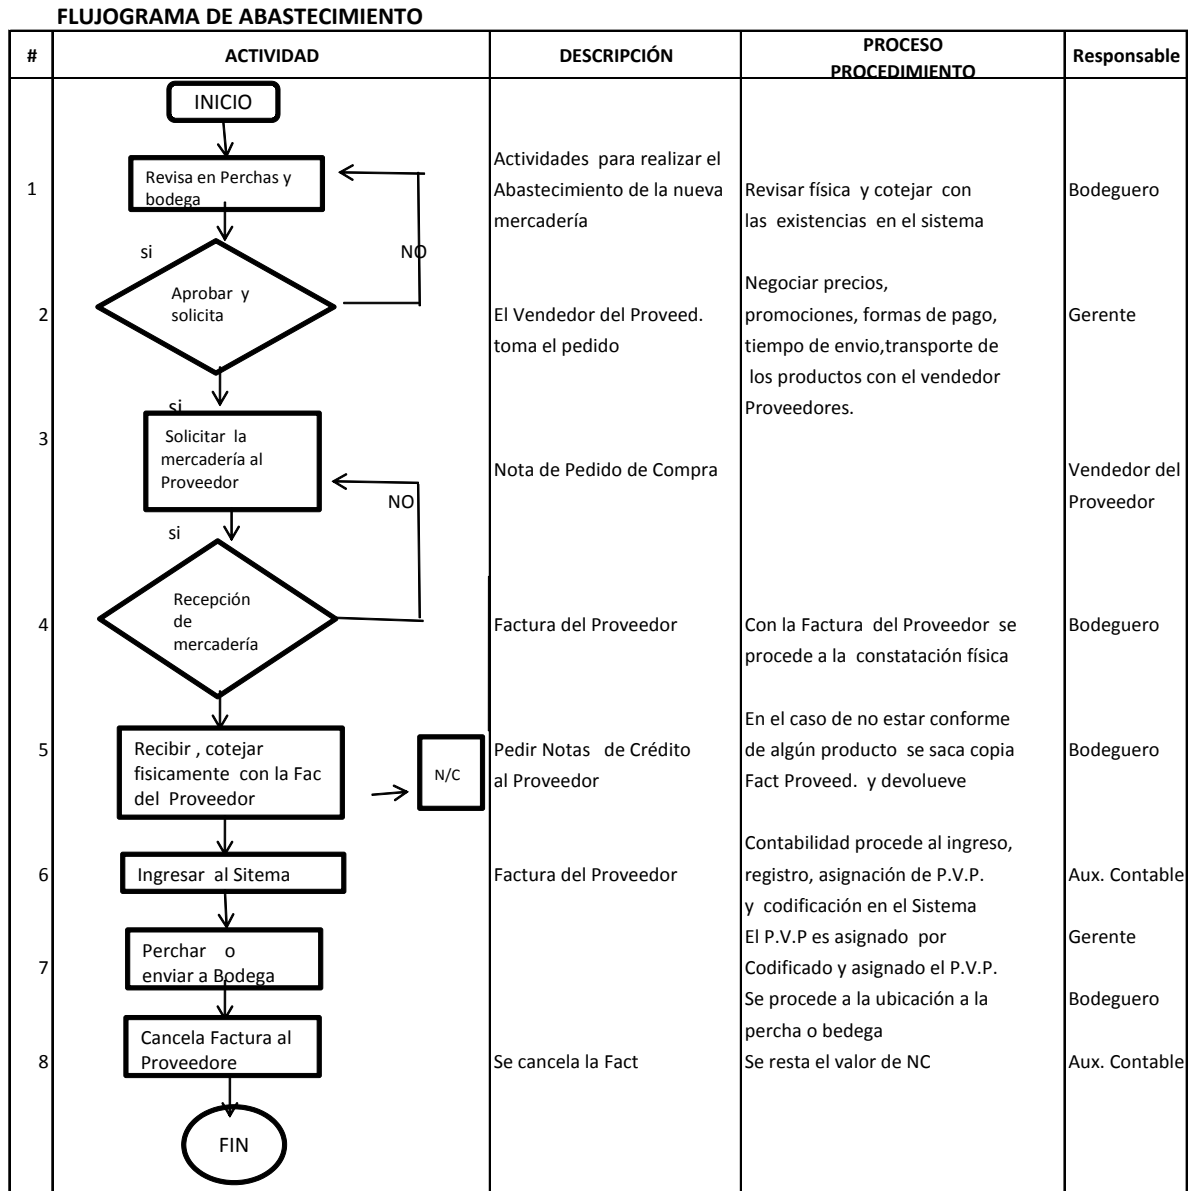 FLUJOGRAMA DE ABASTECIMIENTO
# ACTIVIDAD DESCRIPCIÓN PROCESO PROCEDIMIENTO Responsable
INICIO
1
Revisa en Perchas y
bodega
Actividades para realizar el
Abastecimiento de la nueva
mercadería
Revisar física y cotejar con
las existencias en el sistema
Bodeguero
si
NO
2
Aprobar y
solicita
El Vendedor del Proveed.
toma el pedido
Negociar precios,
promociones, formas de pago,
tiempo de envio,transporte de
los productos con el vendedor
Proveedores.
Gerente
si
3
Solicitar la
mercadería al
Proveedor
Nota de Pedido de Compra
Vendedor del
Proveedor
NO
si
4
Recepción
de
mercadería
Factura del Proveedor
Con la Factura del Proveedor se
procede a la constatación física
Bodeguero
5
Recibir , cotejar
fisicamente con la Fac
del Proveedor
N/C
Pedir Notas de Crédito
al Proveedor
En el caso de no estar conforme
de algún producto se saca copia
Fact Proveed. y devolueve
Bodeguero
6
Ingresar al Sitema
Factura del Proveedor
Contabilidad procede al ingreso,
registro, asignación de P.V.P.
y codificación en el Sistema
Aux. Contable
El P.V.P es asignado por
Gerente
7
Perchar o
enviar a Bodega
Codificado y asignado el P.V.P.
Se procede a la ubicación a la
percha o bedega
Bodeguero
8
Cancela Factura al
Proveedore
Se cancela la Fact
Se resta el valor de NC
Aux. Contable
FIN